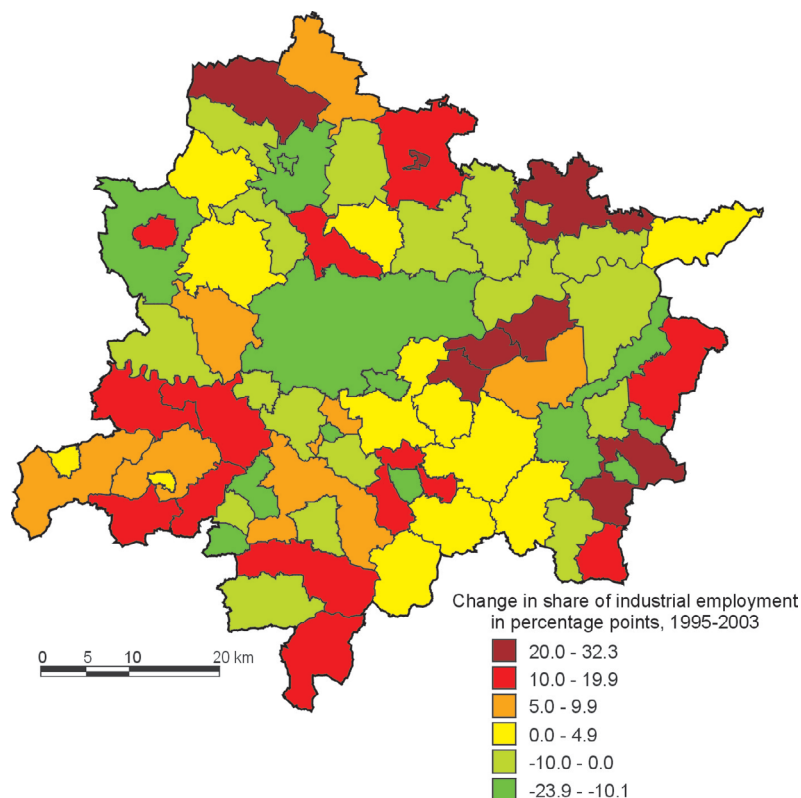 Change in share of industrial employment
in percentage points, 1995-2003
0 5 10 20 km
20.0 - 32.3
10.0 - 19.9
5.0 - 9.9
0.0 - 4.9
-10.0 - 0.0
-23.9 - -10.1